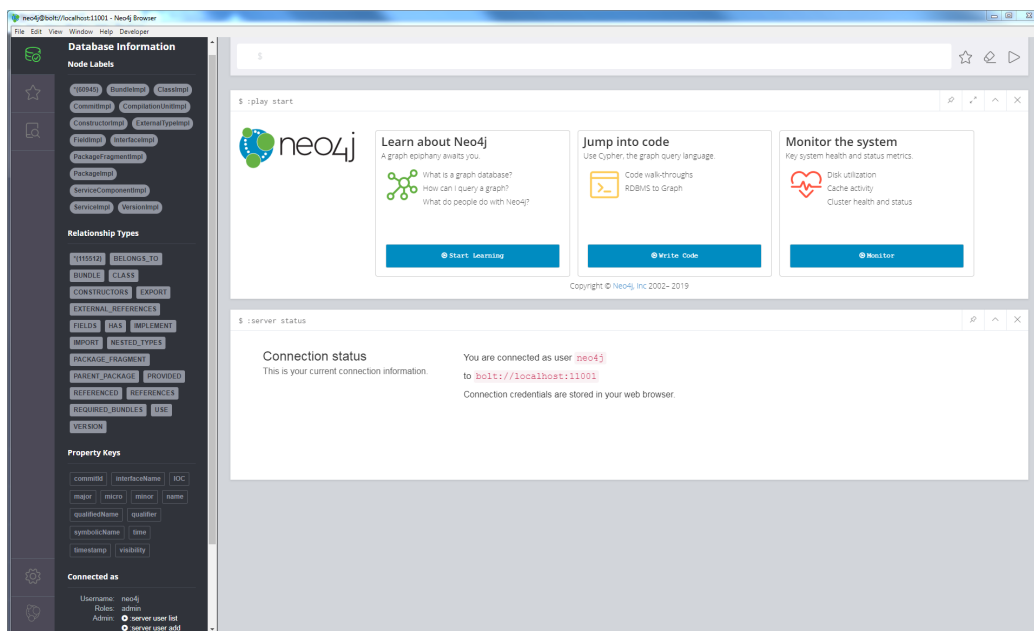 neo4j@bolt://localhost:11001 - Neo4j Browser
File Edit View Window Help Developer
Database Information
Node Labels
*(60945) BundleImpl ClassImpl
CommitImpl CompilationUnitImpl
ConstructorImpl ExternalTypeImpl
FieldImpl InterfaceImpl
PackageFragmentImpl
PackageImpl
ServiceComponentImpl
ServiceImpl VersionImpl
Relationship Types
*(115512) BELONGS_TO
BUNDLE CLASS
CONSTRUCTORS EXPORT
EXTERNAL_REFERENCES
FIELDS HAS IMPLEMENT
IMPORT NESTED_TYPES
PACKAGE_FRAGMENT
PARENT_PACKAGE PROVIDED
REFERENCED REFERENCES
REQUIRED_BUNDLES USE
VERSION
Property Keys
commitId interfaceName IOC
major micro minor name
qualifiedName qualifier
symbolicName time
timestamp visibility
Connected as
Username: neo4j
Roles: admin
Admin: :server user list
:server user add
$
$ :play start
neo4j
Learn about Neo4j
A graph epiphany awaits you.
What is a graph database?
How can I query a graph?
What do people do with Neo4j?
Start Learning
Jump into code
Use Cypher, the graph query language.
Code walk-throughs
RDBMS to Graph
Write Code
Monitor the system
Key system health and status metrics.
Disk utilization
Cache activity
Cluster health and status
Monitor
Copyright © Neo4j, Inc 2002– 2019
$ :server status
Connection status
This is your current connection information.
You are connected as user neo4j
to bolt://localhost:11001
Connection credentials are stored in your web browser.